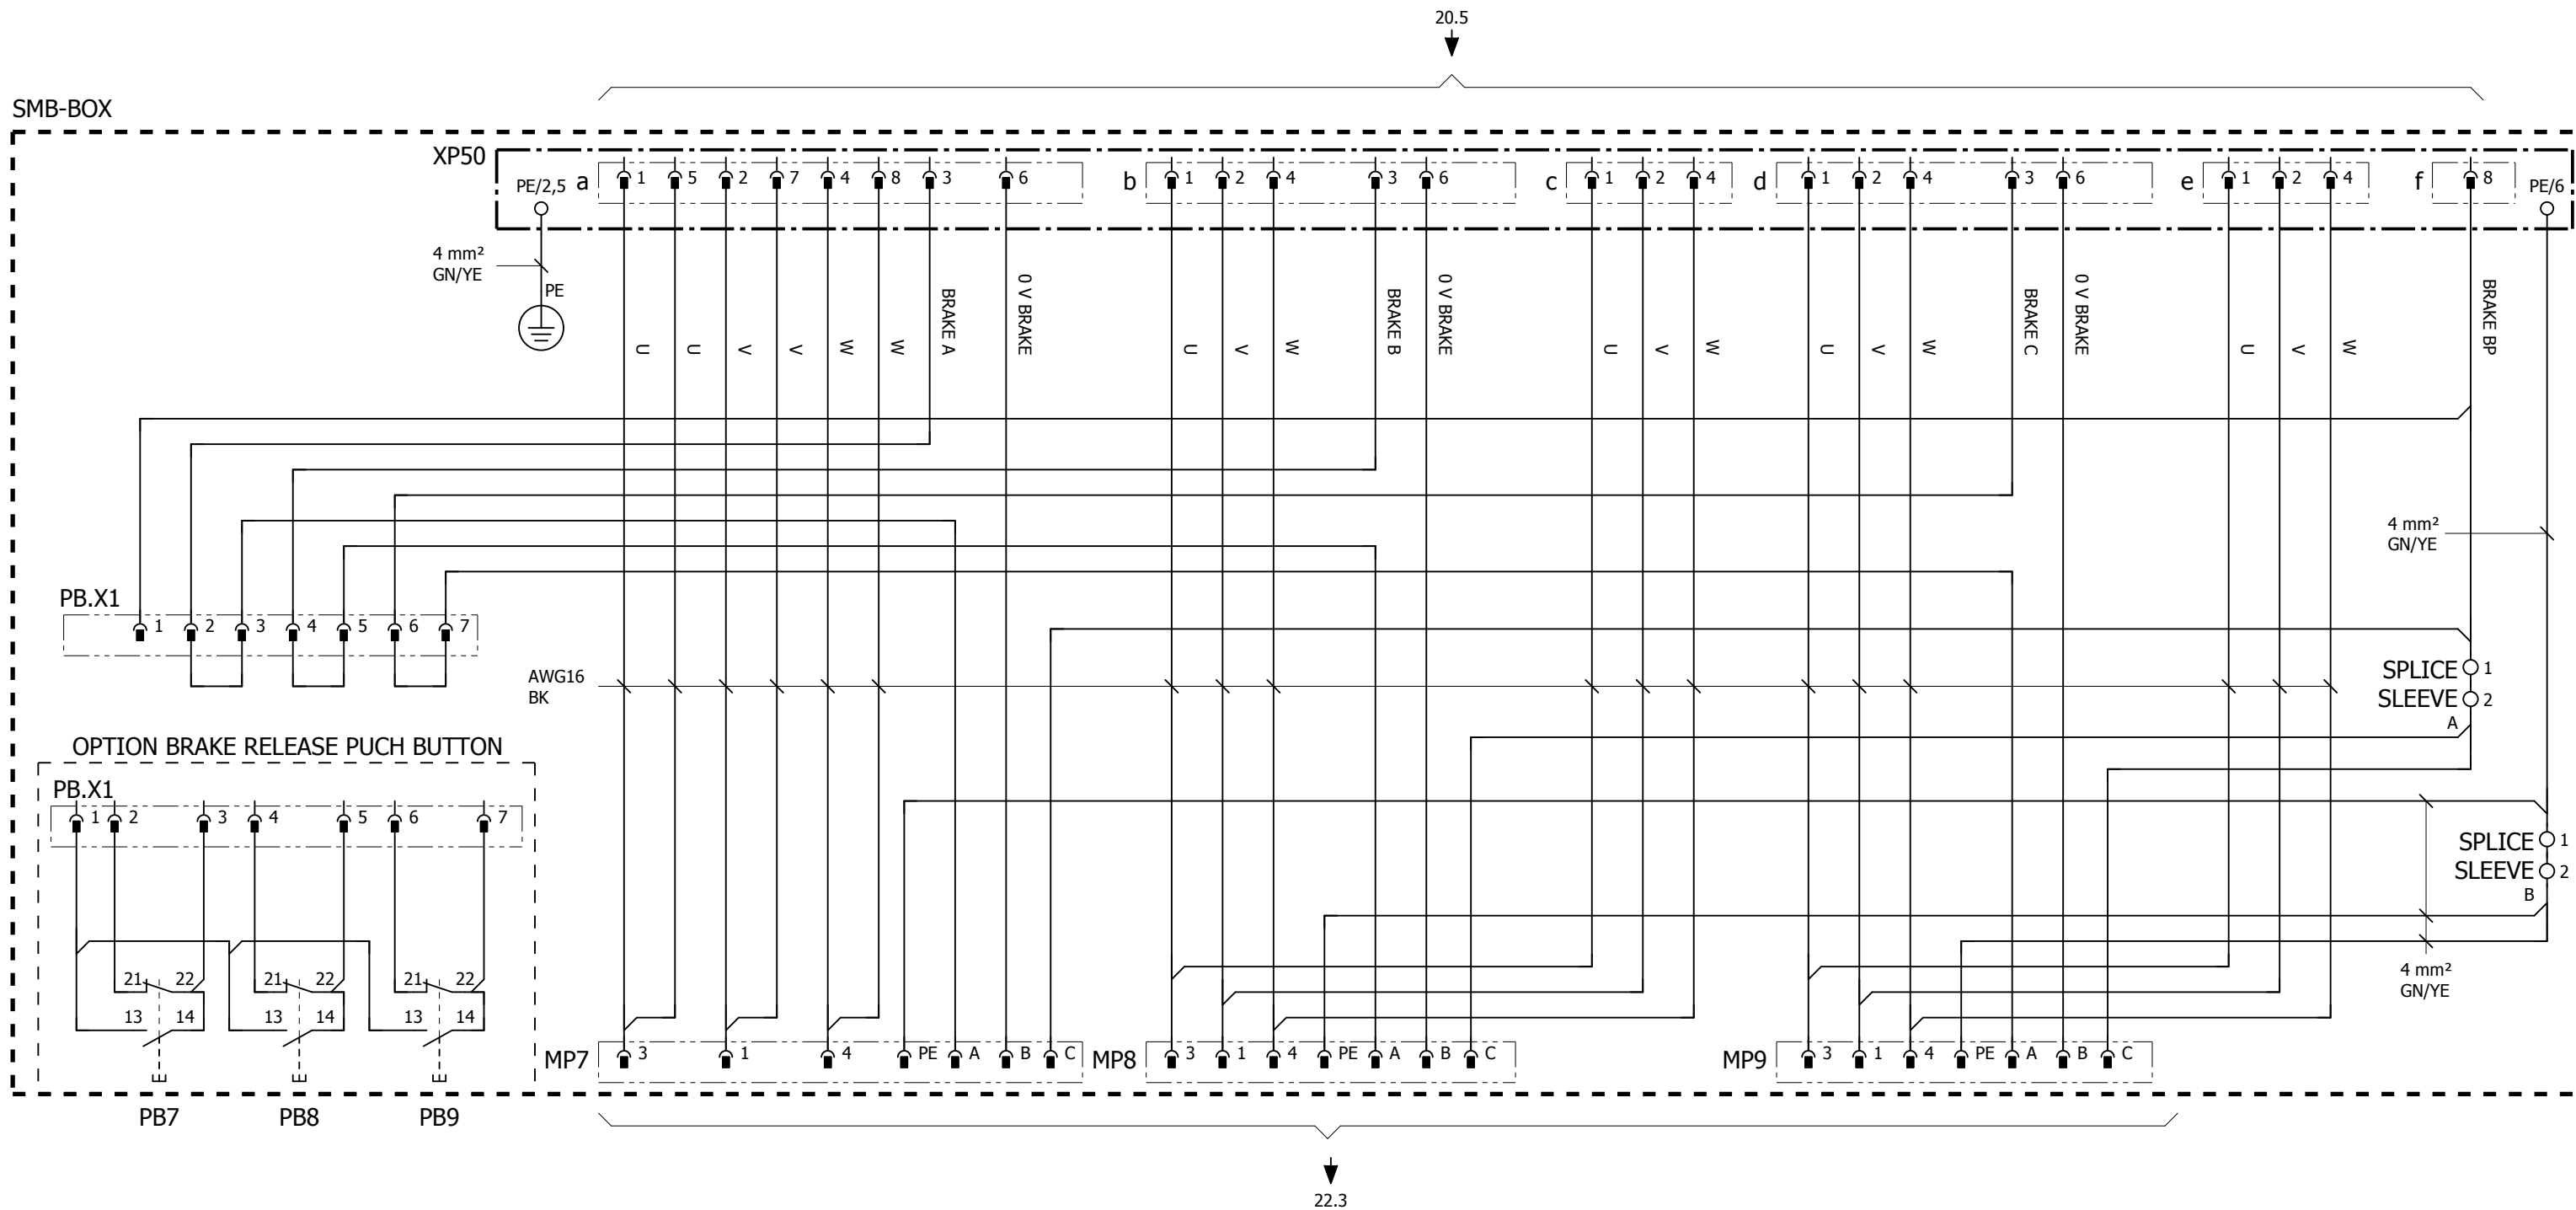 20.5
SMB-BOX
XP50
PE/2,5
a 1 5 2 7 4 8 3 6
b 1 2 4 3 6
c 1 2 4
d 1 2 4 3 6
e 1 2 4
f 8
PE/6
4 mm²
GN/YE
PE
U U V V W W BRAKE A 0 V BRAKE
U V W BRAKE B 0 V BRAKE
U V W
U V W BRAKE C 0 V BRAKE
U V W
BRAKE BP
4 mm²
GN/YE
PB.X1
1 2 3 4 5 6 7
AWG16
BK
SPLICE 1
SLEEVE 2
A
OPTION BRAKE RELEASE PUCH BUTTON
PB.X1
1 2 3 4 5 6 7
SPLICE 1
SLEEVE 2
B
21 22 21 22 21 22
13 14 13 14 13 14
4 mm²
GN/YE
MP7 3 1 4 PE A B C
MP8 3 1 4 PE A B C
MP9 3 1 4 PE A B C
PB7 PB8 PB9
22.3